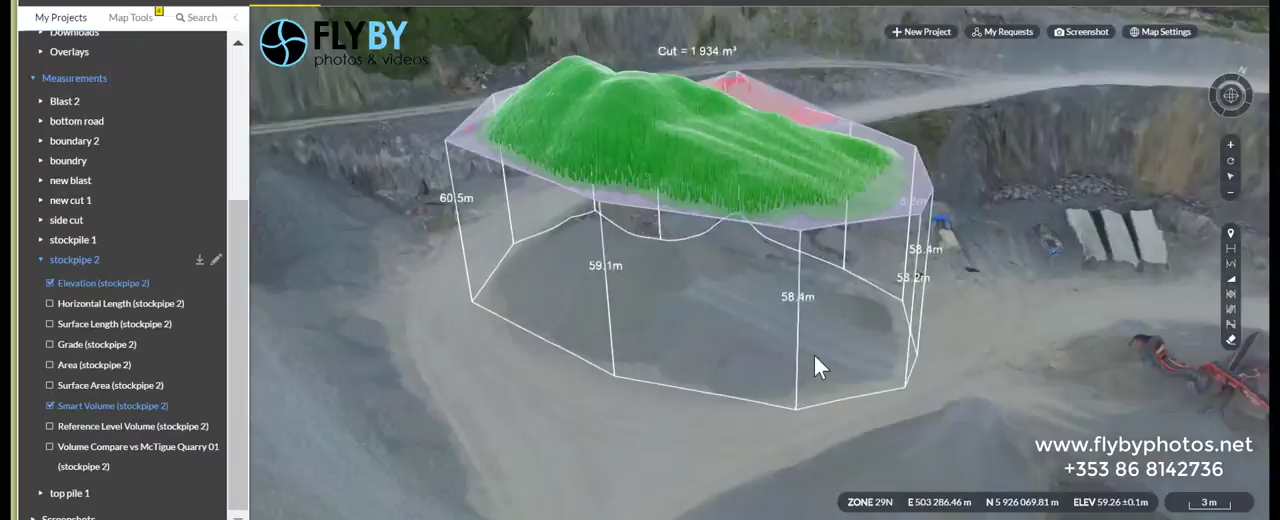 My Projects
Map Tools
4
Search
Downloads
Overlays
Measurements
Blast 2
bottom road
boundary 2
boundry
new blast
new cut 1
side cut
stockpile 1
stockpipe 2
Elevation (stockpipe 2)
Horizontal Length (stockpipe 2)
Surface Length (stockpipe 2)
Grade (stockpipe 2)
Area (stockpipe 2)
Surface Area (stockpipe 2)
Smart Volume (stockpipe 2)
Reference Level Volume (stockpipe 2)
Volume Compare vs McTigue Quarry 01
(stockpipe 2)
top pile 1
Screenshots
FLYBY
photos & videos
Cut = 1 934 m³
New Project
My Requests
Screenshot
Map Settings
N
60.5m
59.1m
58.4m
58.4m
58.2m
www.flybyphotos.net
+353 86 8142736
ZONE 29N
E 503 286.46 m
N 5 926 069.81 m
ELEV 59.26 ±0.1m
3 m